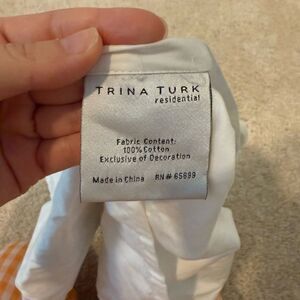 TRINA TURK
residential
Fabric Content:
100% Cotton
Exclusive of Decoration
Made in China RN# 65899